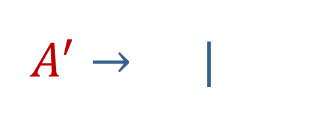 A′ → |